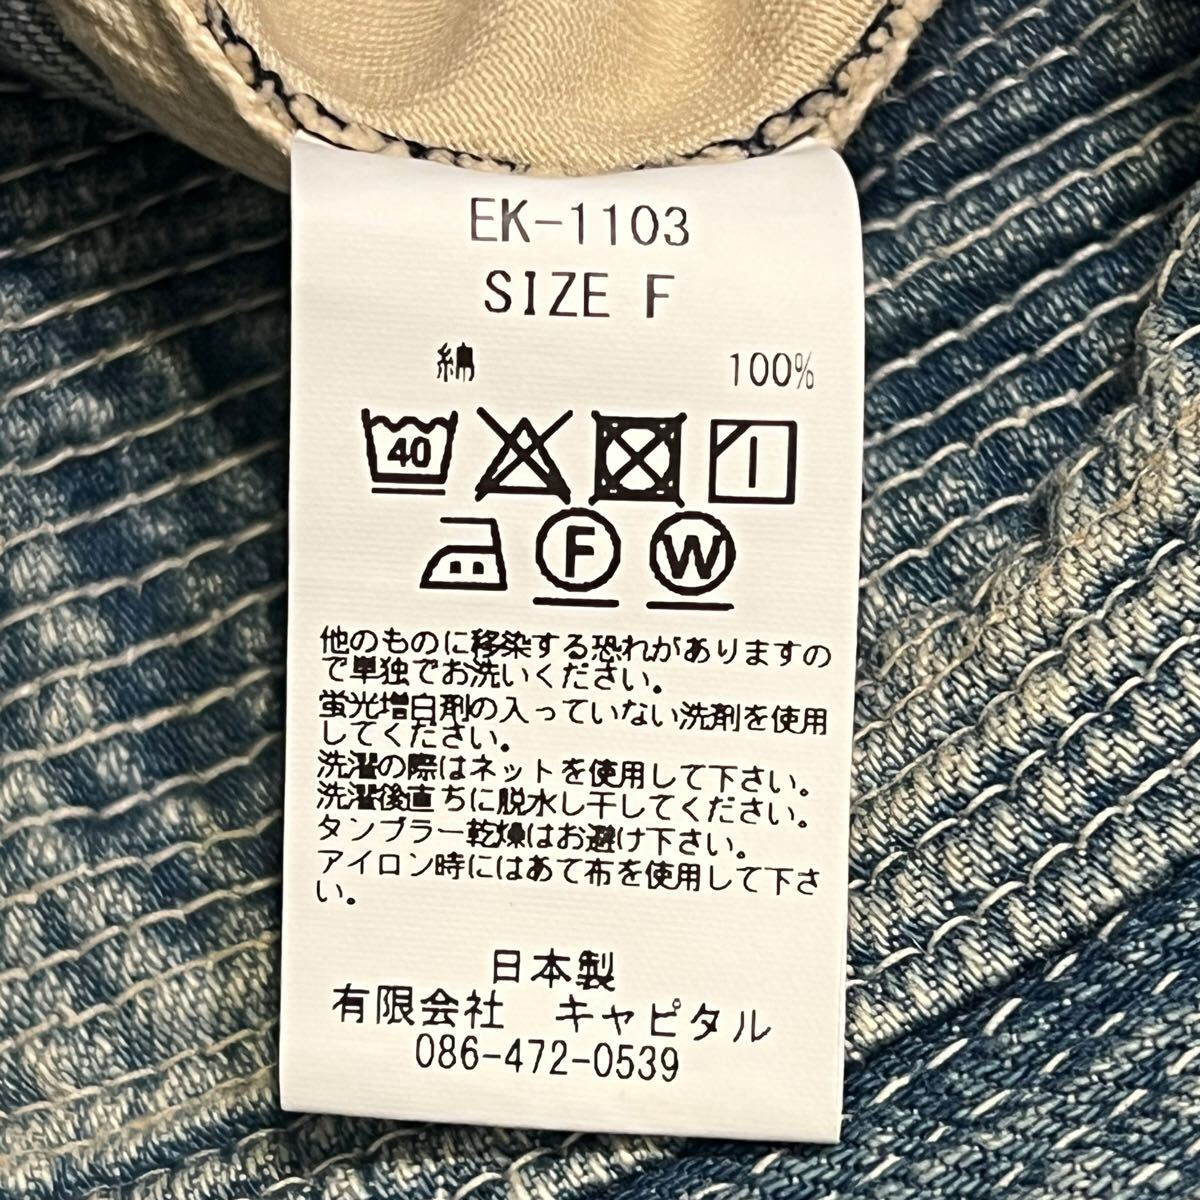 EK-1103
SIZE F
綿 100%
40
F W
他のものに移染する恐れがありますの
で単独でお洗いください。
蛍光増白剤の入っていない洗剤を使用
してください。
洗濯の際はネットを使用して下さい。
洗濯後直ちに脱水し干してください。
タンブラー乾燥はお避け下さい。
アイロン時にはあて布を使用して下さ
い。
日本製
有限会社 キャピタル
086-472-0539